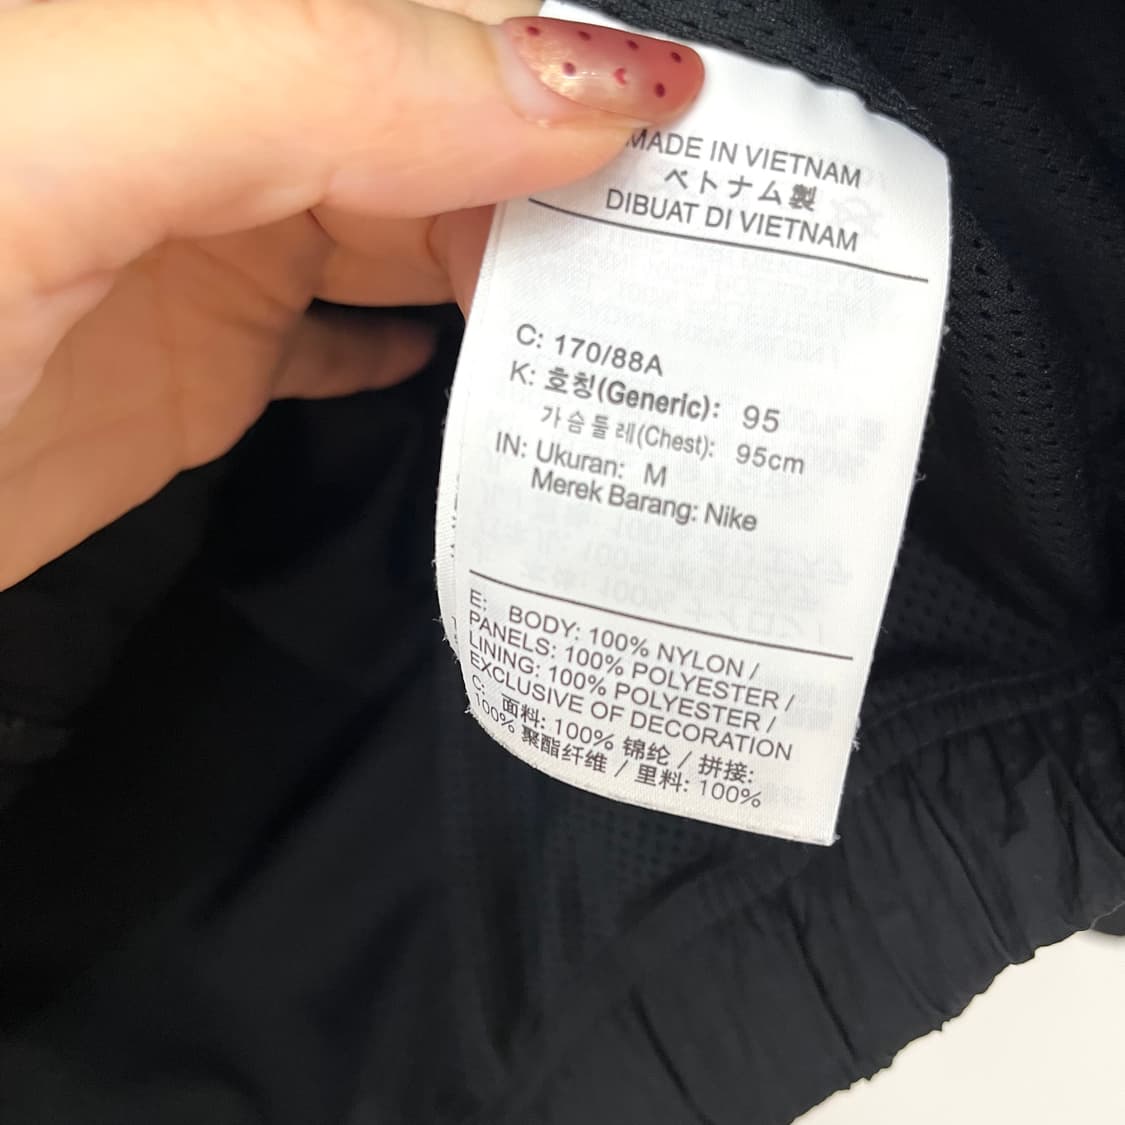 MADE IN VIETNAM
ベトナム製
DIBUAT DI VIETNAM
C: 170/88A
K: 호칭(Generic): 95
가슴둘레(Chest): 95cm
IN: Ukuran: M
Merek Barang: Nike
E: BODY: 100% NYLON /
PANELS: 100% POLYESTER /
LINING: 100% POLYESTER /
EXCLUSIVE OF DECORATION
C: 面料: 100% 锦纶 / 拼接:
100% 聚酯纤维 / 里料: 100%